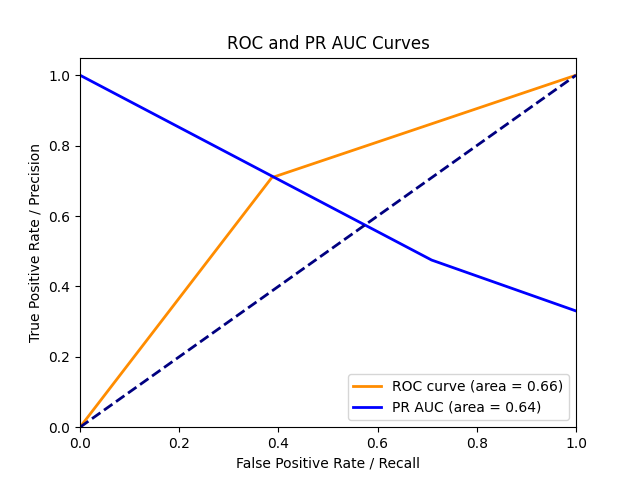 ROC and PR AUC Curves
True Positive Rate / Precision
1.0
0.8
0.6
0.4
0.2
0.0
ROC curve (area = 0.66)
PR AUC (area = 0.64)
0.0 0.2 0.4 0.6 0.8 1.0
False Positive Rate / Recall